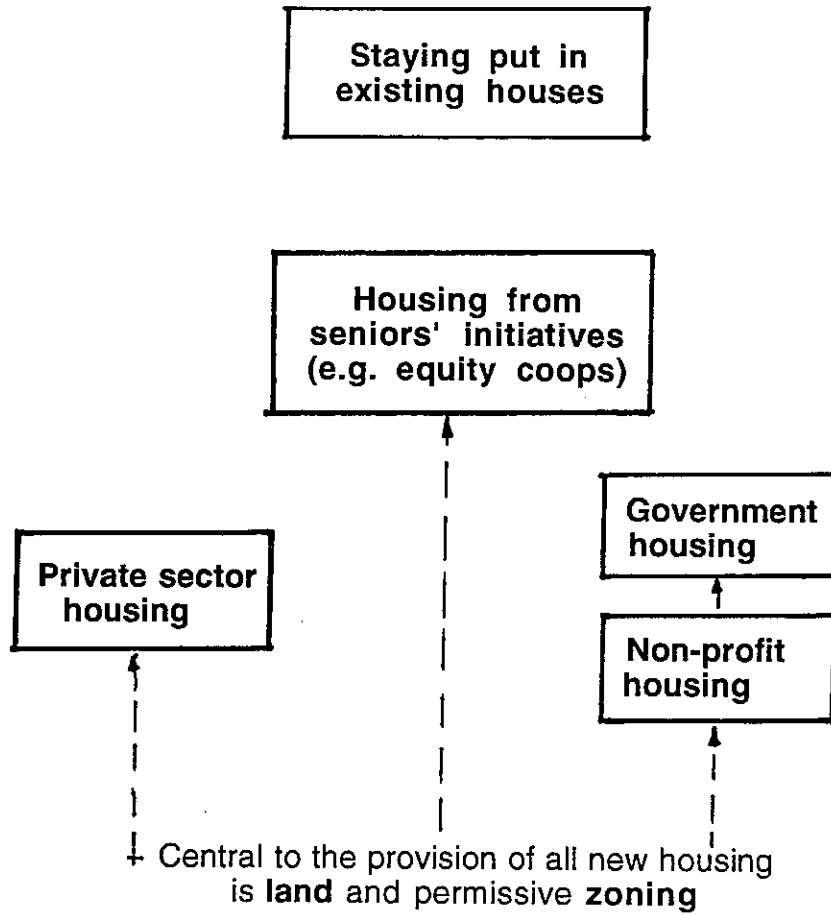 Staying put in
existing houses
Housing from
seniors' initiatives
(e.g. equity coops)
Government
housing
Private sector
housing
Non-profit
housing
Central to the provision of all new housing
is land and permissive zoning